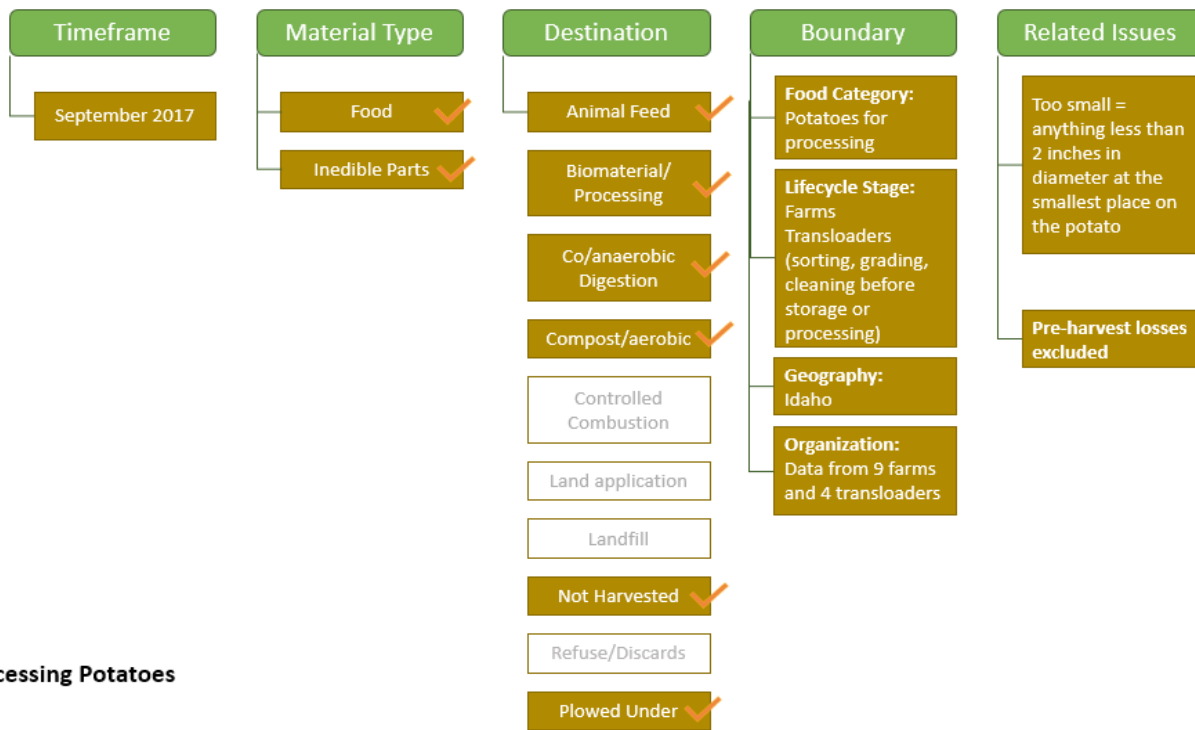 Timeframe
September 2017
Material Type
Food
Inedible Parts
Destination
Animal Feed
Biomaterial/
Processing
Co/anaerobic
Digestion
Compost/aerobic
Controlled
Combustion
Land application
Landfill
Not Harvested
Refuse/Discards
Plowed Under
Boundary
Food Category:
Potatoes for
processing
Lifecycle Stage:
Farms
Transloaders
(sorting, grading,
cleaning before
storage or
processing)
Geography:
Idaho
Organization:
Data from 9 farms
and 4 transloaders
Related Issues
Too small =
anything less than
2 inches in
diameter at the
smallest place on
the potato
Pre-harvest losses
excluded
cessing Potatoes